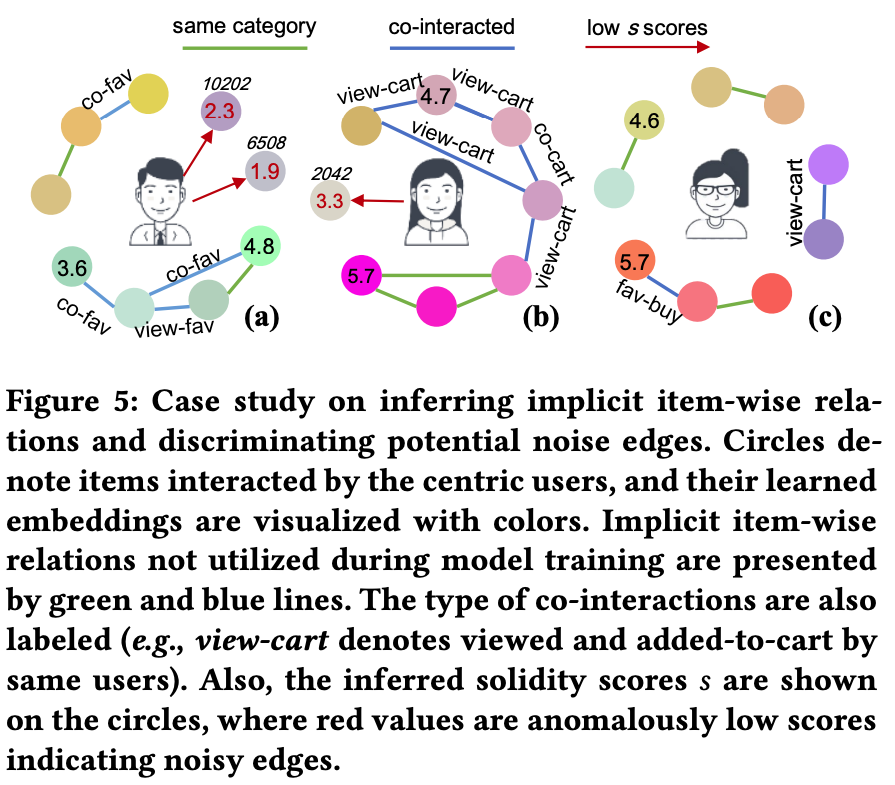 same category
co-interacted
low s scores
co-fav
10202
2.3
6508
1.9
3.6
co-fav
4.8
co-fav
view-fav
(a)
view-cart
4.7
view-cart
view-cart
co-cart
2042
3.3
view-cart
5.7
(b)
4.6
view-cart
5.7
fav-buy
(c)
Figure 5: Case study on inferring implicit item-wise rela-
tions and discriminating potential noise edges. Circles de-
note items interacted by the centric users, and their learned
embeddings are visualized with colors. Implicit item-wise
relations not utilized during model training are presented
by green and blue lines. The type of co-interactions are also
labeled (e.g., view-cart denotes viewed and added-to-cart by
same users). Also, the inferred solidity scores s are shown
on the circles, where red values are anomalously low scores
indicating noisy edges.